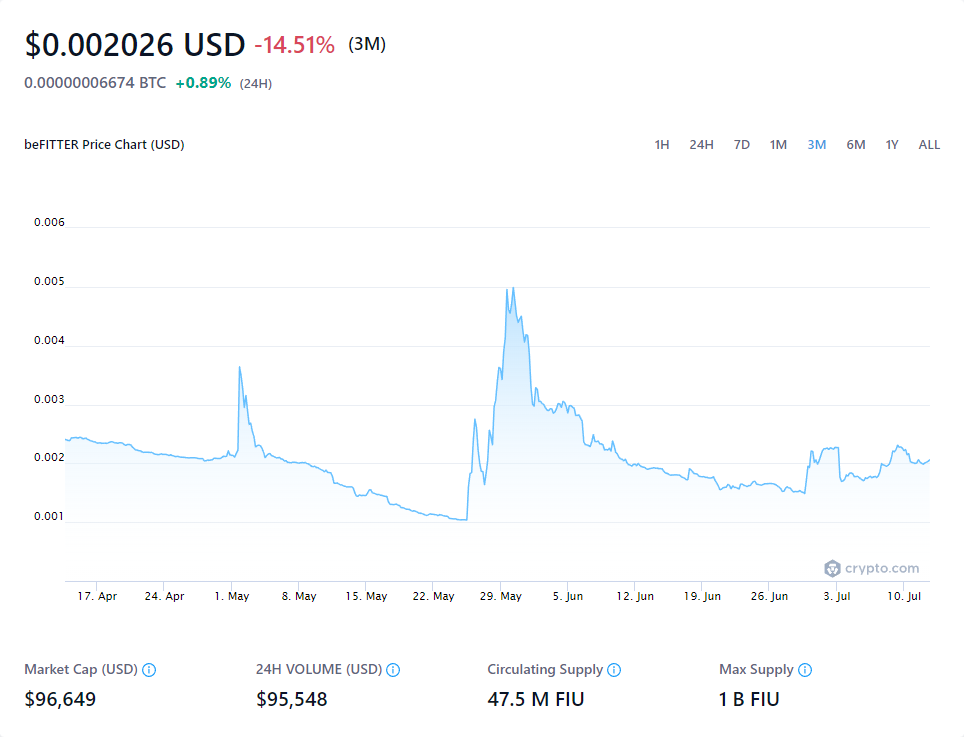 $0.002026 USD -14.51% (3M)
0.00000006674 BTC +0.89% (24H)
beFITTER Price Chart (USD) 1H 24H 7D 1M 3M 6M 1Y ALL
0.006
0.005
0.004
0.003
0.002
0.001
crypto.com
17. Apr 24. Apr 1. May 8. May 15. May 22. May 29. May 5. Jun 12. Jun 19. Jun 26. Jun 3. Jul 10. Jul
Market Cap (USD) 24H VOLUME (USD) Circulating Supply Max Supply
$96,649 $95,548 47.5 M FIU 1 B FIU